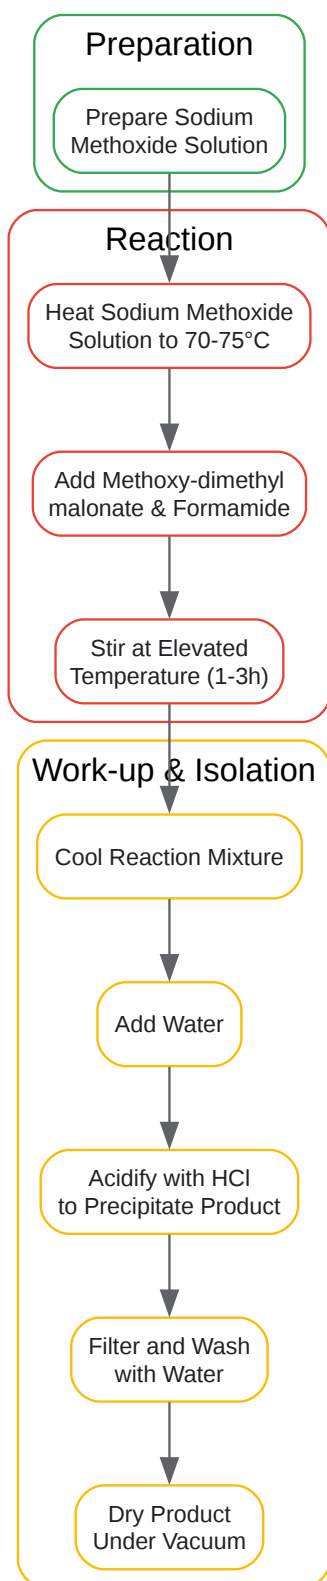 Preparation
Prepare Sodium
Methoxide Solution
Reaction
Heat Sodium Methoxide
Solution to 70-75°C
Add Methoxy-dimethyl
malonate & Formamide
Stir at Elevated
Temperature (1-3h)
Work-up & Isolation
Cool Reaction Mixture
Add Water
Acidify with HCl
to Precipitate Product
Filter and Wash
with Water
Dry Product
Under Vacuum